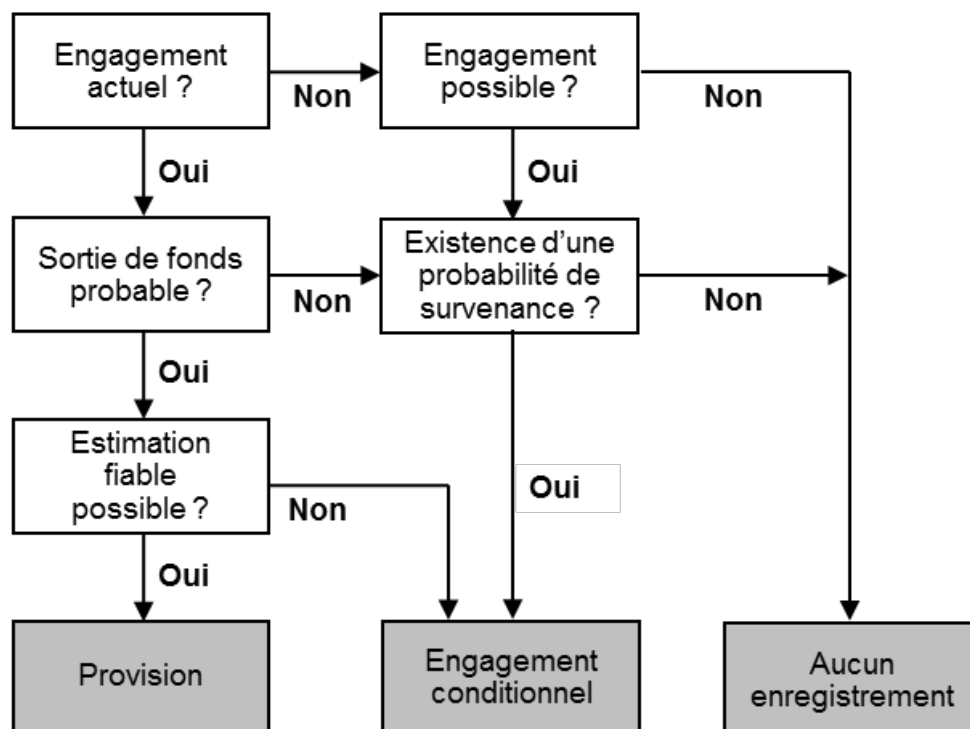 Engagement
actuel ?
Non
Engagement
possible ?
Non
Oui
Oui
Sortie de fonds
probable ?
Non
Existence d'une
probabilité de
survenance ?
Non
Oui
Estimation
fiable
possible ?
Non
Oui
Oui
Provision
Engagement
conditionnel
Aucun
enregistrement